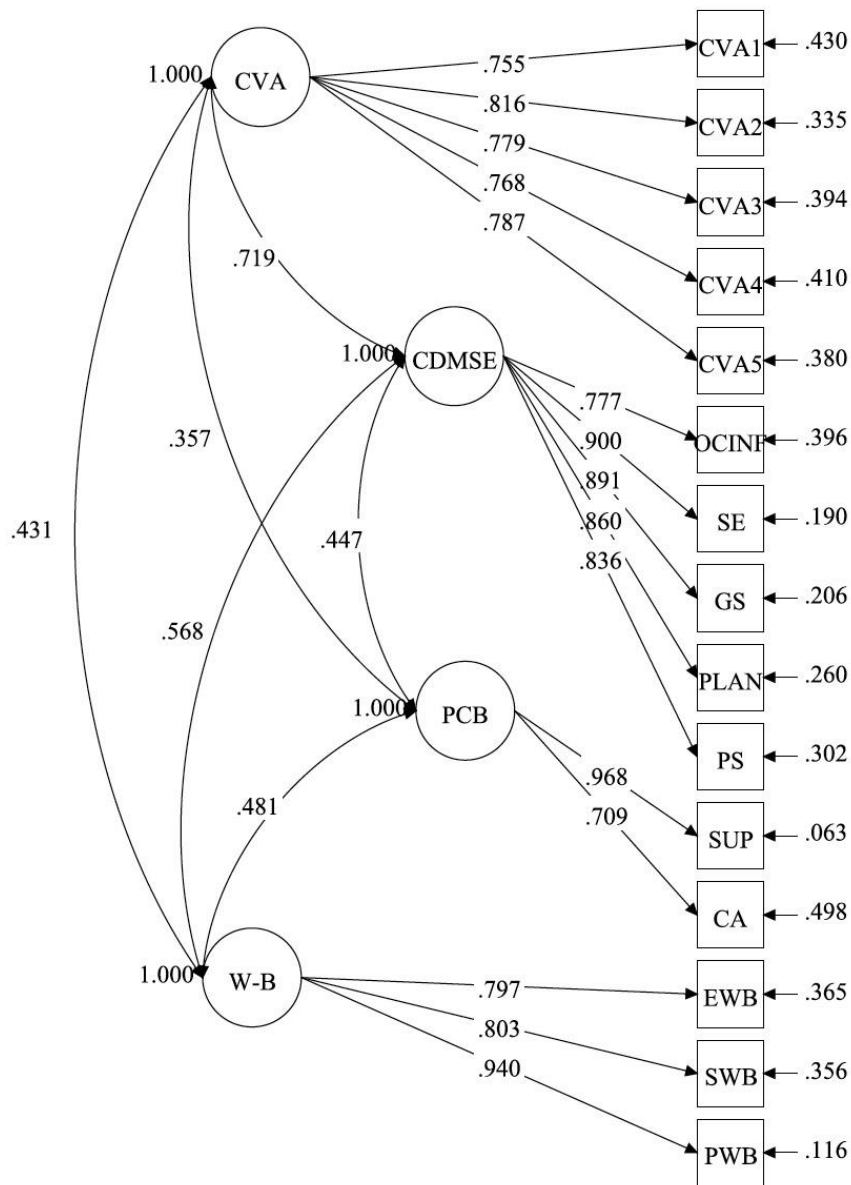 1.000 CVA
.755
.816
.779
.768
.787
CVA1 .430
CVA2 .335
CVA3 .394
CVA4 .410
CVA5 .380
.719
1.000 CDMSE
.777
.900
.891
.860
.836
OCINF .396
SE .190
GS .206
PLAN .260
PS .302
.357
.431
.447
.568
1.000 PCB
.968
.709
SUP .063
CA .498
.481
1.000 W-B
.797
.803
.940
EWB .365
SWB .356
PWB .116